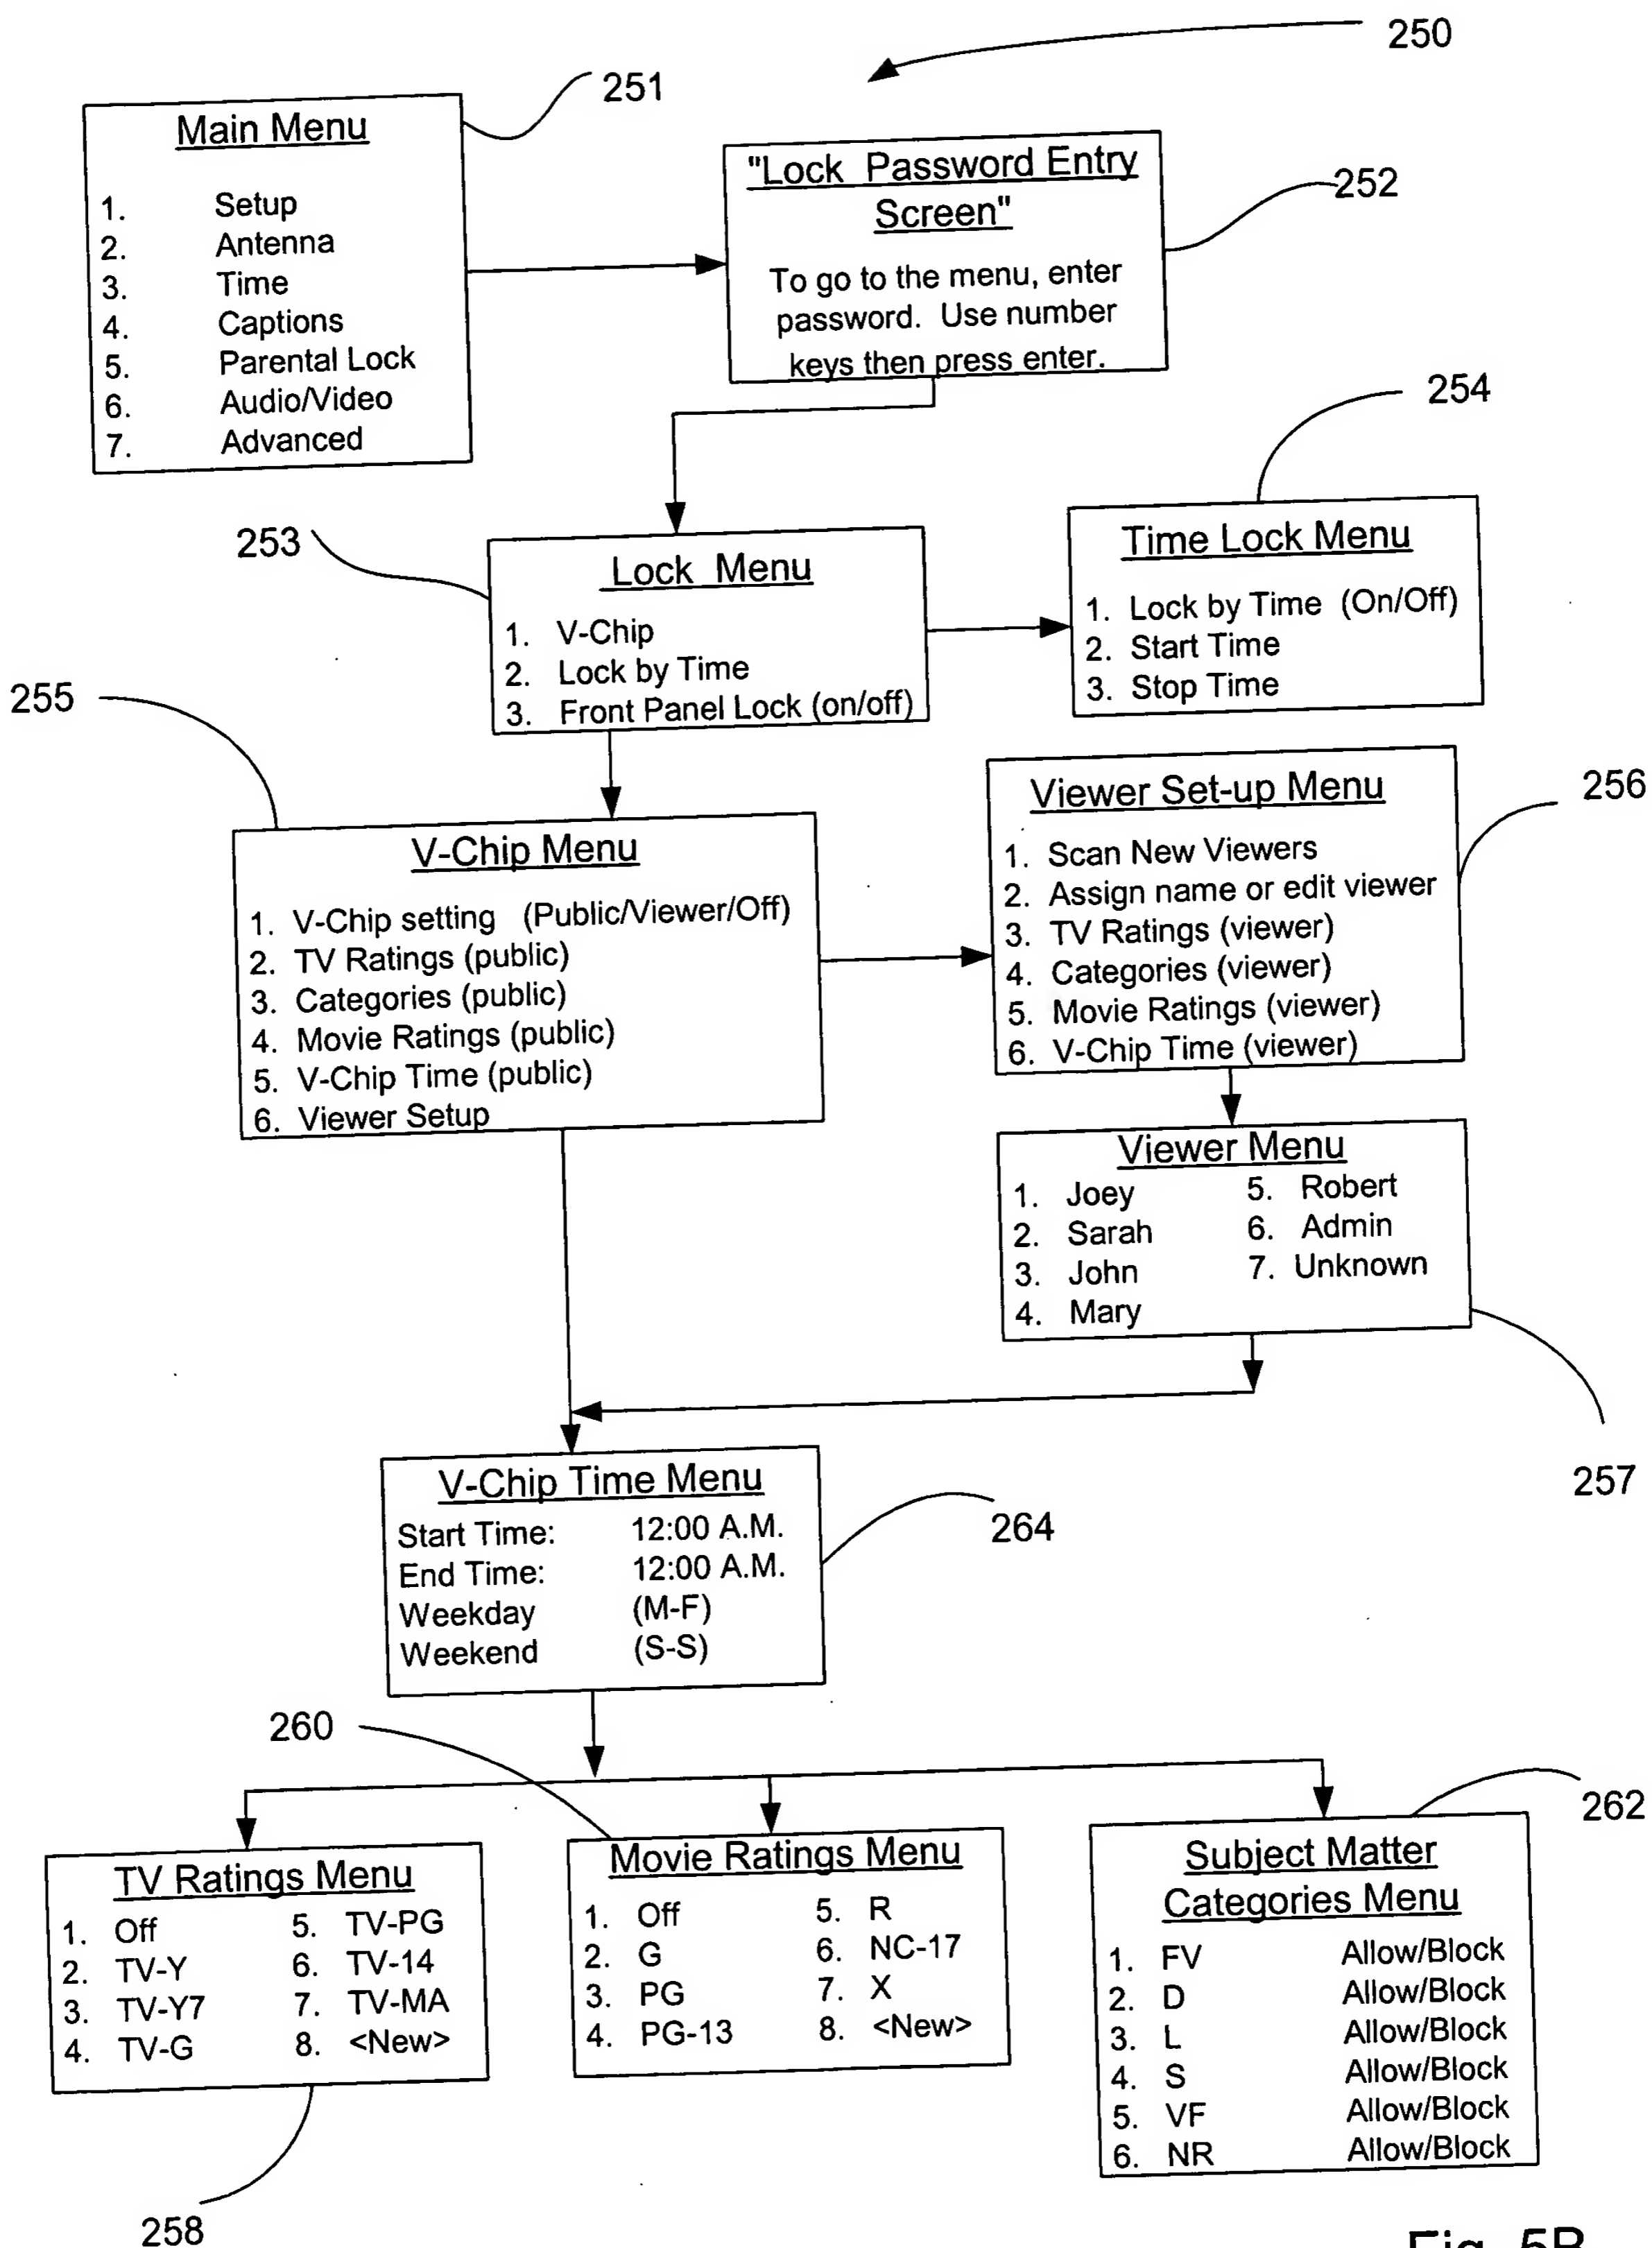 250
251
Main Menu
1. Setup
2. Antenna
3. Time
4. Captions
5. Parental Lock
6. Audio/Video
7. Advanced
"Lock Password Entry
Screen"
To go to the menu, enter
password. Use number
keys then press enter.
252
254
253
Lock Menu
1. V-Chip
2. Lock by Time
3. Front Panel Lock (on/off)
Time Lock Menu
1. Lock by Time (On/Off)
2. Start Time
3. Stop Time
255
V-Chip Menu
1. V-Chip setting (Public/Viewer/Off)
2. TV Ratings (public)
3. Categories (public)
4. Movie Ratings (public)
5. V-Chip Time (public)
6. Viewer Setup
Viewer Set-up Menu
1. Scan New Viewers
2. Assign name or edit viewer
3. TV Ratings (viewer)
4. Categories (viewer)
5. Movie Ratings (viewer)
6. V-Chip Time (viewer)
256
Viewer Menu
1. Joey 5. Robert
2. Sarah 6. Admin
3. John 7. Unknown
4. Mary
257
V-Chip Time Menu
Start Time: 12:00 A.M.
End Time: 12:00 A.M.
Weekday (M-F)
Weekend (S-S)
264
260
262
TV Ratings Menu
1. Off 5. TV-PG
2. TV-Y 6. TV-14
3. TV-Y7 7. TV-MA
4. TV-G 8. <New>
258
Movie Ratings Menu
1. Off 5. R
2. G 6. NC-17
3. PG 7. X
4. PG-13 8. <New>
Subject Matter
Categories Menu
1. FV Allow/Block
2. D Allow/Block
3. L Allow/Block
4. S Allow/Block
5. VF Allow/Block
6. NR Allow/Block
Fig. 5B